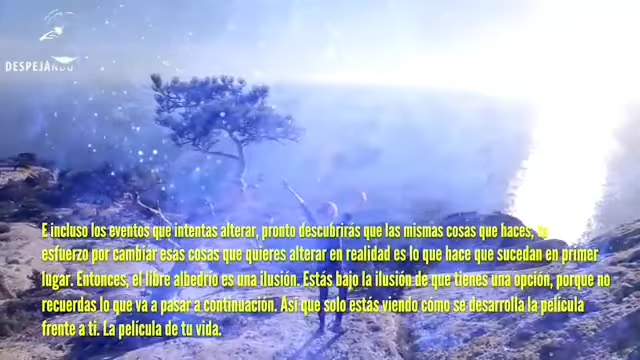 DESPEJANDO
E incluso los eventos que intentas alterar, pronto descubrirás que las mismas cosas que haces, tu
esfuerzo por cambiar esas cosas que quieres alterar en realidad es lo que hace que sucedan en primer
lugar. Entonces, el libre albedrío es una ilusión. Estás bajo la ilusión de que tienes una opción, porque no
recuerdas lo que va a pasar a continuación. Así que solo estás viendo cómo se desarrolla la película
frente a ti. La película de tu vida.